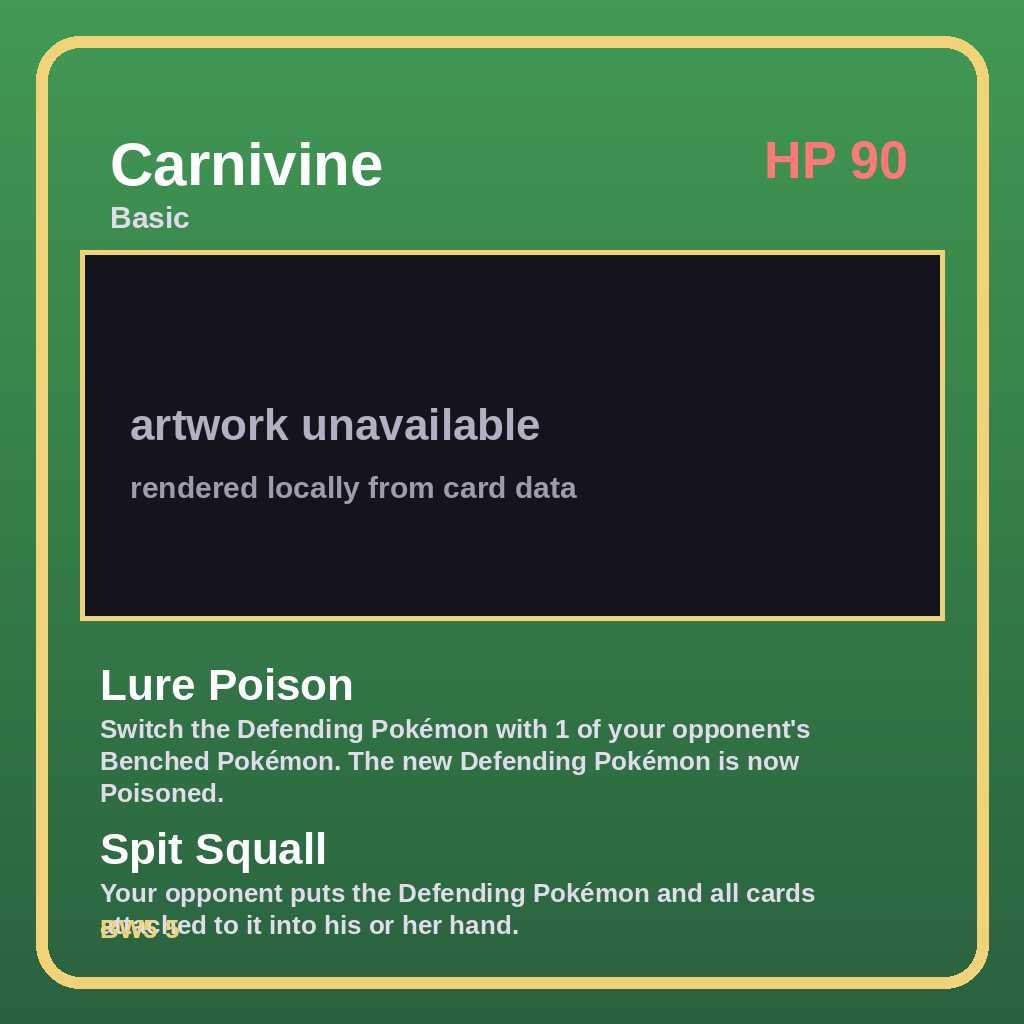 Carnivine
HP 90
Basic
artwork unavailable
rendered locally from card data
Lure Poison
Switch the Defending Pokémon with 1 of your opponent's
Benched Pokémon. The new Defending Pokémon is now
Poisoned.
Spit Squall
Your opponent puts the Defending Pokémon and all cards
attached to it into his or her hand.